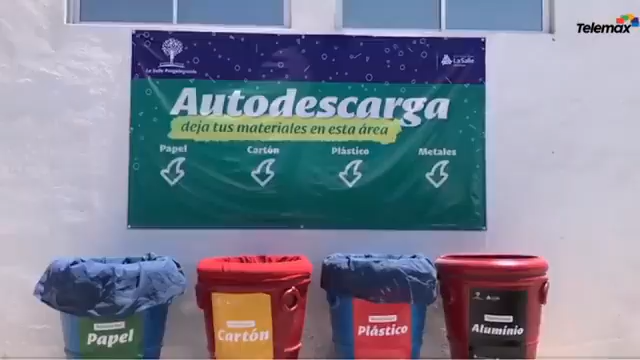 Telemax
La Salle
Autodescarga
deja tus materiales en esta área
Papel
Cartón
Plástico
Metales
Papel
Cartón
Plástico
Aluminio